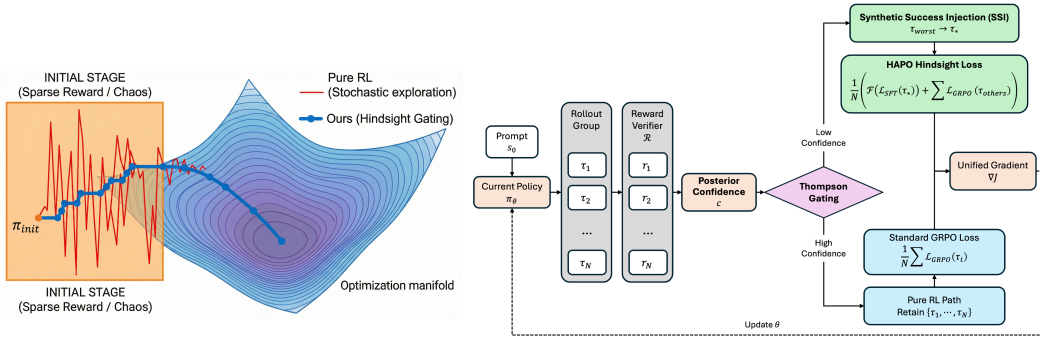 INITIAL STAGE
(Sparse Reward / Chaos)
Pure RL
(Stochastic exploration)
Ours (Hindsight Gating)
π_init
INITIAL STAGE
(Sparse Reward / Chaos)
Optimization manifold
Prompt
s_0
Current Policy
π_θ
Rollout
Group
τ_1
τ_2
...
τ_N
Reward
Verifier
ℛ
r_1
r_2
...
r_N
Posterior
Confidence
c
Thompson
Gating
Low
Confidence
High
Confidence
Synthetic Success Injection (SSI)
τ_worst → τ_*
HAPO Hindsight Loss
1/N (ℱ(ℒ_SFT(τ_*)) + ∑ ℒ_GRPO (τ_others))
Unified Gradient
∇J
Standard GRPO Loss
1/N ∑ ℒ_GRPO(τ_i)
Pure RL Path
Retain {τ_1, ⋯, τ_N}
Update θ